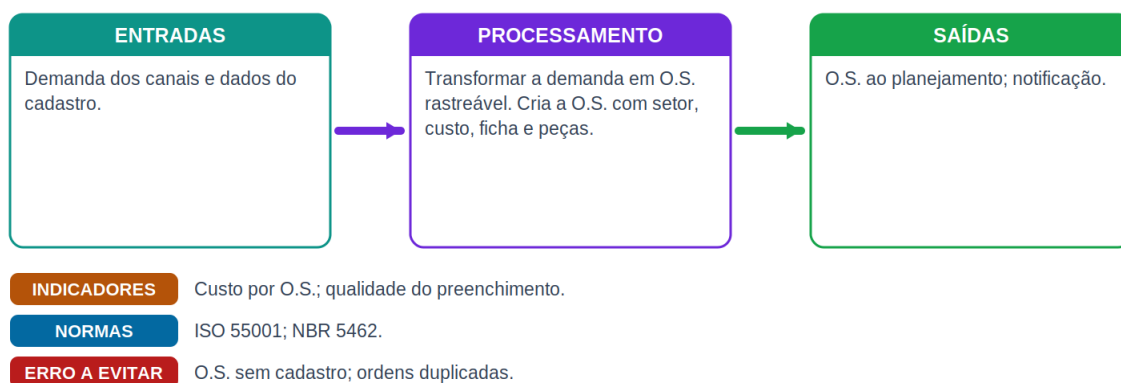 ENTRADAS
Demanda dos canais e dados do
cadastro.
PROCESSAMENTO
Transformar a demanda em O.S.
rastreável. Cria a O.S. com setor,
custo, ficha e peças.
SAÍDAS
O.S. ao planejamento; notificação.
INDICADORES
Custo por O.S.; qualidade do preenchimento.
NORMAS
ISO 55001; NBR 5462.
ERRO A EVITAR
O.S. sem cadastro; ordens duplicadas.